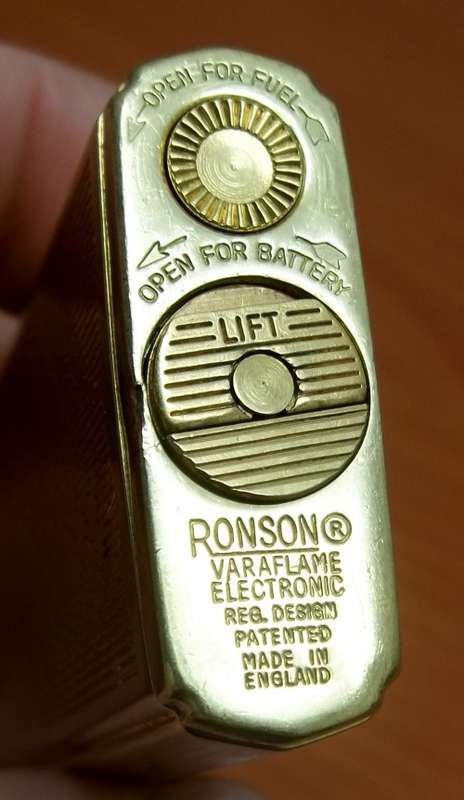 OPEN FOR FUEL
OPEN FOR BATTERY
LIFT
RONSON®
VARAFLAME
ELECTRONIC
REG. DESIGN
PATENTED
MADE IN
ENGLAND